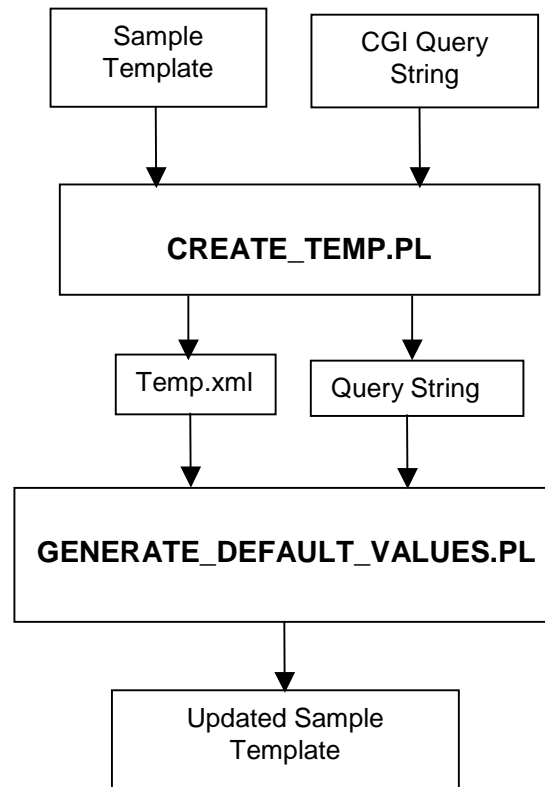 Sample
Template
CGI Query
String
CREATE_TEMP.PL
Temp.xml
Query String
GENERATE_DEFAULT_VALUES.PL
Updated Sample
Template